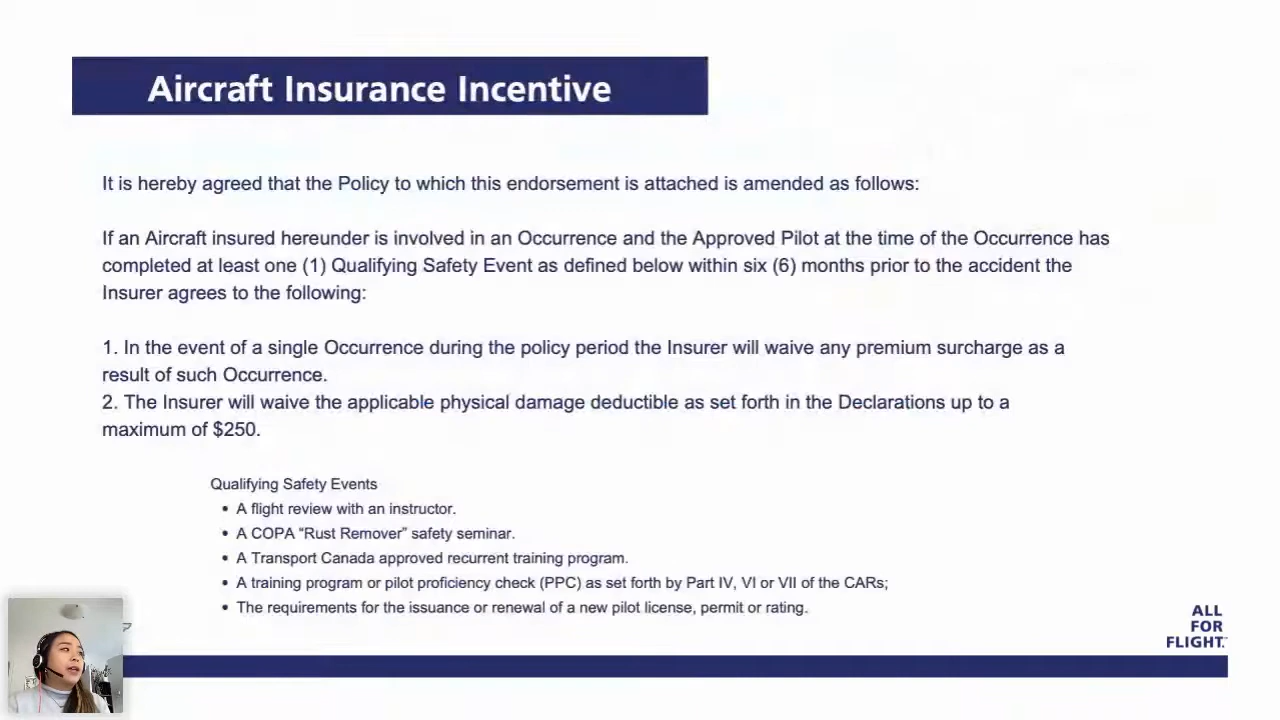 Aircraft Insurance Incentive
It is hereby agreed that the Policy to which this endorsement is attached is amended as follows:
If an Aircraft insured hereunder is involved in an Occurrence and the Approved Pilot at the time of the Occurrence has
completed at least one (1) Qualifying Safety Event as defined below within six (6) months prior to the accident the
Insurer agrees to the following:
1. In the event of a single Occurrence during the policy period the Insurer will waive any premium surcharge as a
result of such Occurrence.
2. The Insurer will waive the applicable physical damage deductible as set forth in the Declarations up to a
maximum of $250.
Qualifying Safety Events
• A flight review with an instructor.
• A COPA “Rust Remover” safety seminar.
• A Transport Canada approved recurrent training program.
• A training program or pilot proficiency check (PPC) as set forth by Part IV, VI or VII of the CARs;
• The requirements for the issuance or renewal of a new pilot license, permit or rating.
ALL
FOR
FLIGHT.